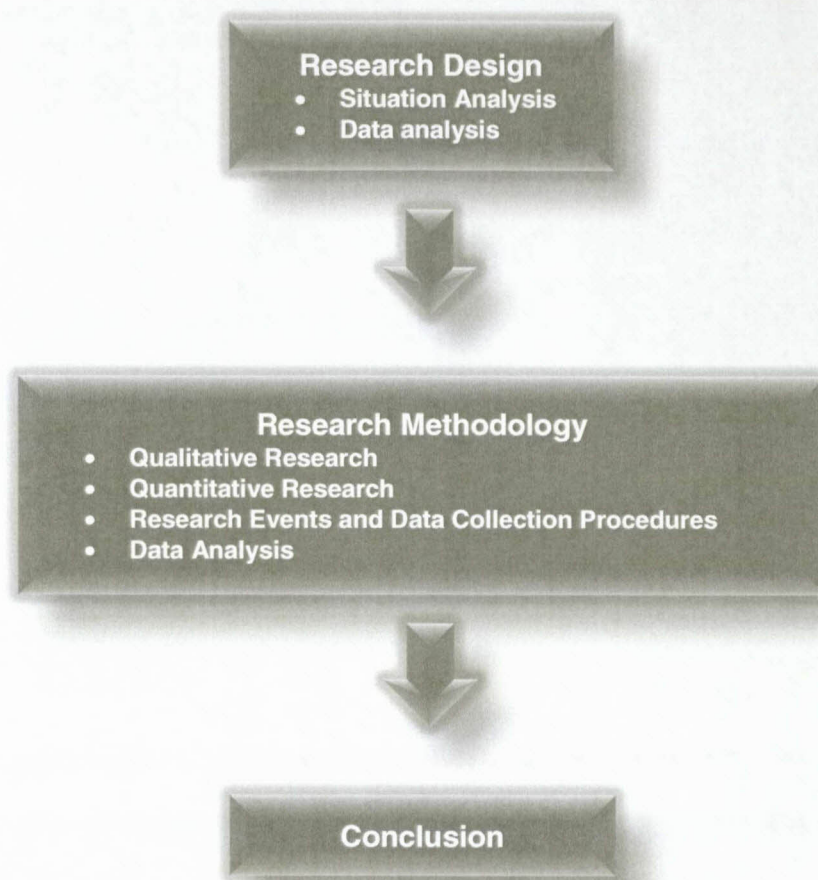 Research Design
• Situation Analysis
• Data analysis
Research Methodology
• Qualitative Research
• Quantitative Research
• Research Events and Data Collection Procedures
• Data Analysis
Conclusion